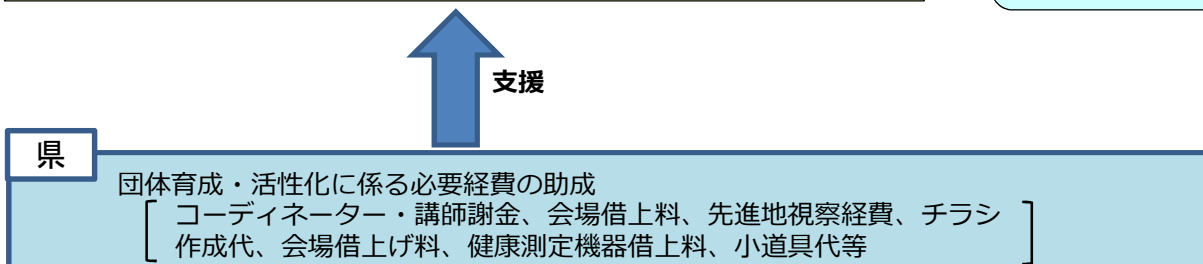 支援
県
団体育成・活性化に係る必要経費の助成
コーディネーター・講師謝金、会場借上料、先進地視察経費、チラシ
作成代、会場借上げ料、健康測定機器借上料、小道具代等